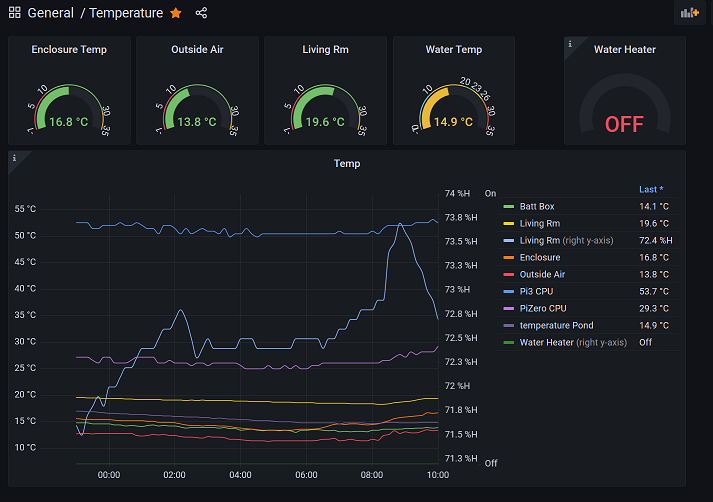 General / Temperature
Enclosure Temp
Outside Air
Living Rm
Water Temp
Water Heater
1 5 10 30 35
1 5 10 30 35
1 5 10 30 35
0 10 20 23 26 35
16.8 °C
13.8 °C
19.6 °C
14.9 °C
OFF
Temp
55 °C
50 °C
45 °C
40 °C
35 °C
30 °C
25 °C
20 °C
15 °C
10 °C
74 %H
73.8 %H
73.5 %H
73.3 %H
73 %H
72.8 %H
72.5 %H
72.3 %H
72 %H
71.8 %H
71.5 %H
71.3 %H
On
Off
00:00
02:00
04:00
06:00
08:00
10:00
Last *
Batt Box 14.1 °C
Living Rm 19.6 °C
Living Rm (right y-axis) 72.4 %H
Enclosure 16.8 °C
Outside Air 13.8 °C
Pi3 CPU 53.7 °C
PiZero CPU 29.3 °C
temperature Pond 14.9 °C
Water Heater (right y-axis) Off